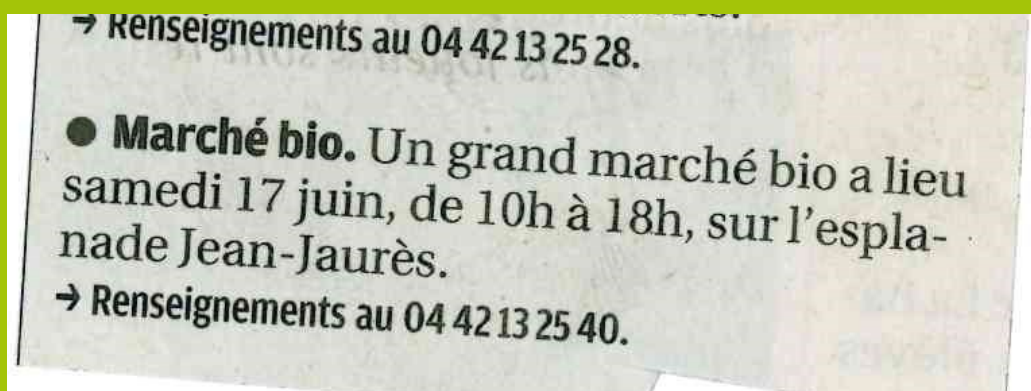 → Renseignements au 04 42 13 25 28.
● Marché bio. Un grand marché bio a lieu
samedi 17 juin, de 10h à 18h, sur l'espla-
nade Jean-Jaurès.
→ Renseignements au 04 42 13 25 40.